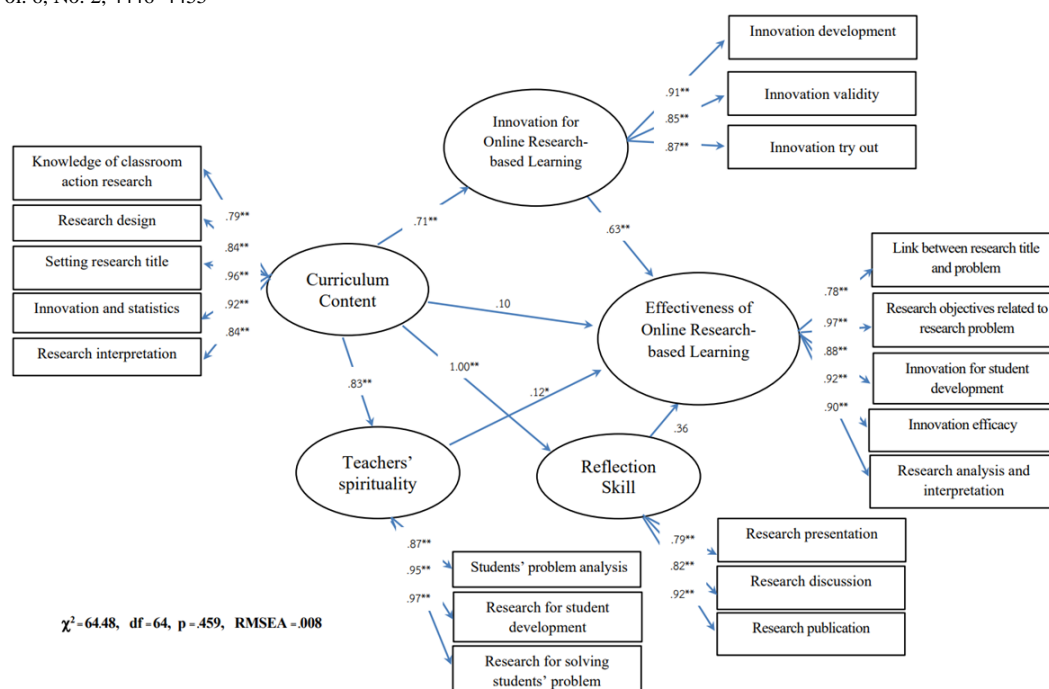 Innovation development
Innovation validity
Innovation try out
.91**
.85**
.87**
Innovation for
Online Research-
based Learning
Knowledge of classroom
action research
Research design
Setting research title
Innovation and statistics
Research interpretation
.79**
.84**
.96**
.92**
.84**
.71**
.63**
Curriculum
Content
.10
Effectiveness of
Online Research-
based Learning
Link between research title
and problem
Research objectives related to
research problem
Innovation for student
development
Innovation efficacy
Research analysis and
interpretation
.78**
.97**
.88**
.92**
.90**
.83**
1.00**
.12*
.36
Teachers'
spirituality
Reflection
Skill
.87**
.95**
.97**
Students' problem analysis
Research for student
development
Research for solving
students' problem
.79**
.82**
.92**
Research presentation
Research discussion
Research publication
χ²=64.48, df=64, p=.459, RMSEA=.008